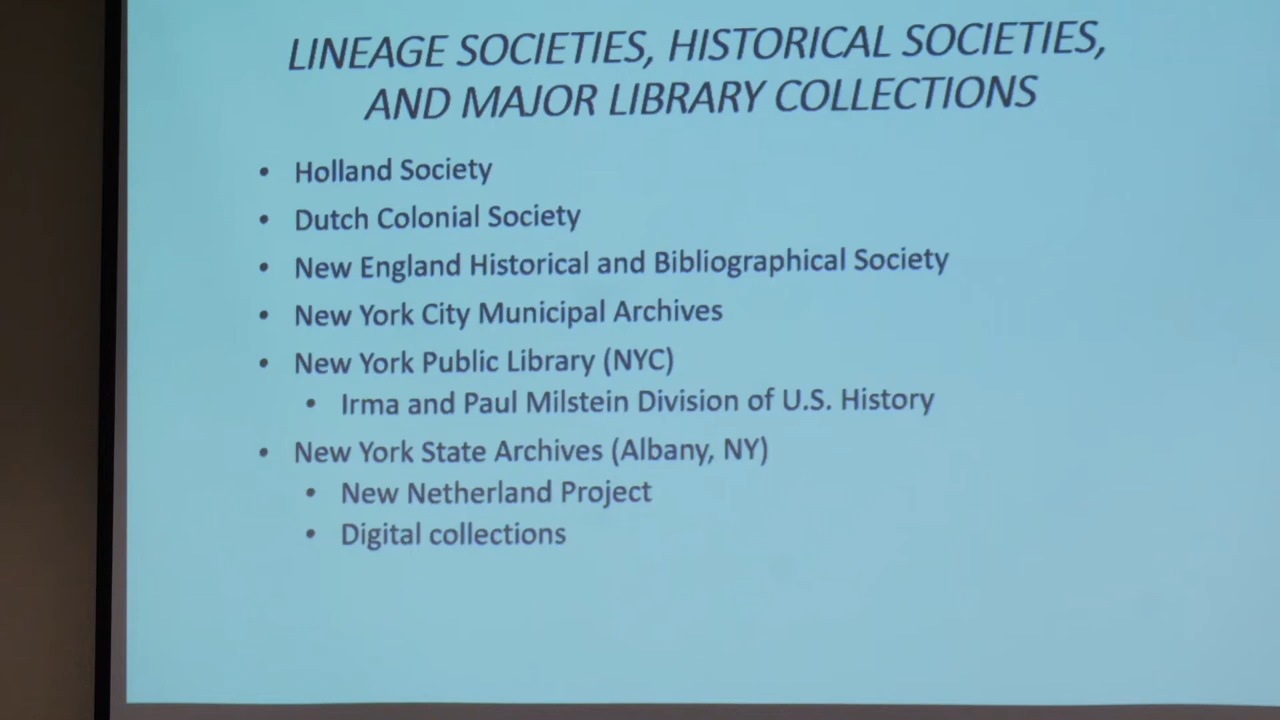 LINEAGE SOCIETIES, HISTORICAL SOCIETIES,
AND MAJOR LIBRARY COLLECTIONS
• Holland Society
• Dutch Colonial Society
• New England Historical and Bibliographical Society
• New York City Municipal Archives
• New York Public Library (NYC)
• Irma and Paul Milstein Division of U.S. History
• New York State Archives (Albany, NY)
• New Netherland Project
• Digital collections